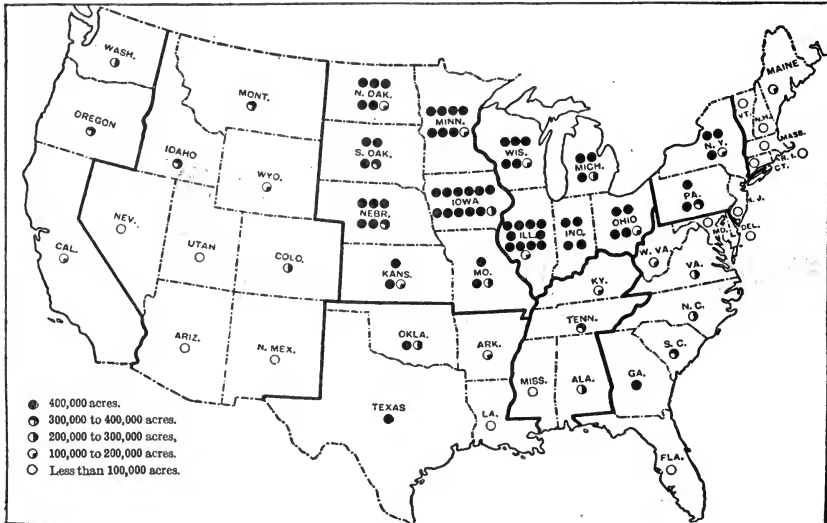 WASH.
OREGON
CAL.
IDAHO
NEV.
MONT.
WYO.
UTAH
COLO.
ARIZ.
N. MEX.
N. DAK.
S. DAK.
NEBR.
KANS.
OKLA.
TEXAS
MINN.
IOWA
MO.
ARK.
LA.
WIS.
ILL.
MICH.
IND.
OHIO
KY.
TENN.
MISS.
ALA.
GA.
FLA.
S. C.
N. C.
VA.
W. VA.
PA.
N. Y.
MAINE
VT.
N.H.
MASS.
R. I.
CT.
N. J.
DEL.
MD.
400,000 acres.
300,000 to 400,000 acres.
200,000 to 300,000 acres,
100,000 to 200,000 acres.
Less than 100,000 acres.